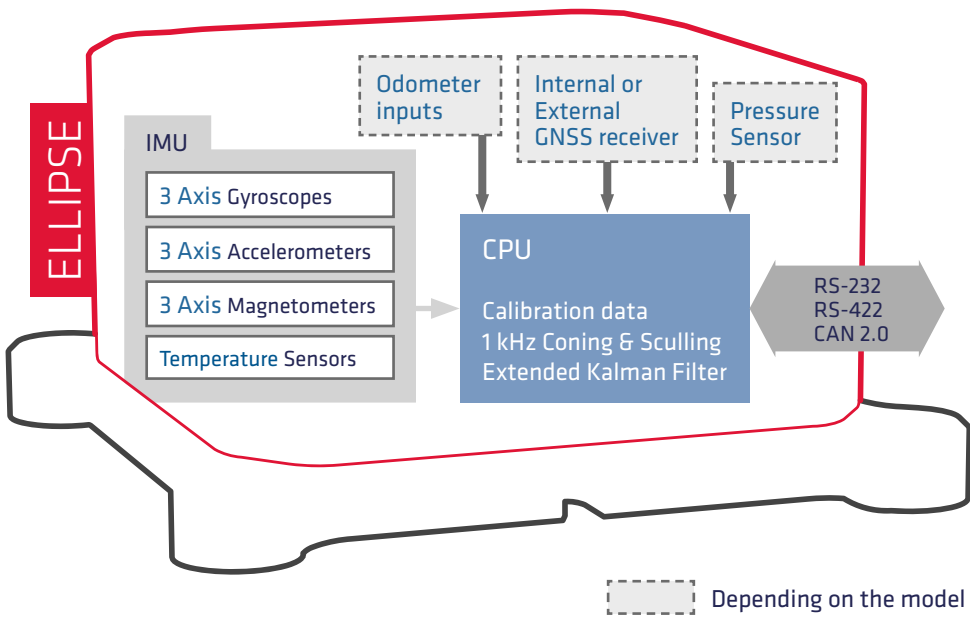 ELLIPSE
IMU
3 Axis Gyroscopes
3 Axis Accelerometers
3 Axis Magnetometers
Temperature Sensors
Odometer
inputs
Internal or
External
GNSS receiver
Pressure
Sensor
CPU
Calibration data
1 kHz Coning & Sculling
Extended Kalman Filter
RS-232
RS-422
CAN 2.0
Depending on the model